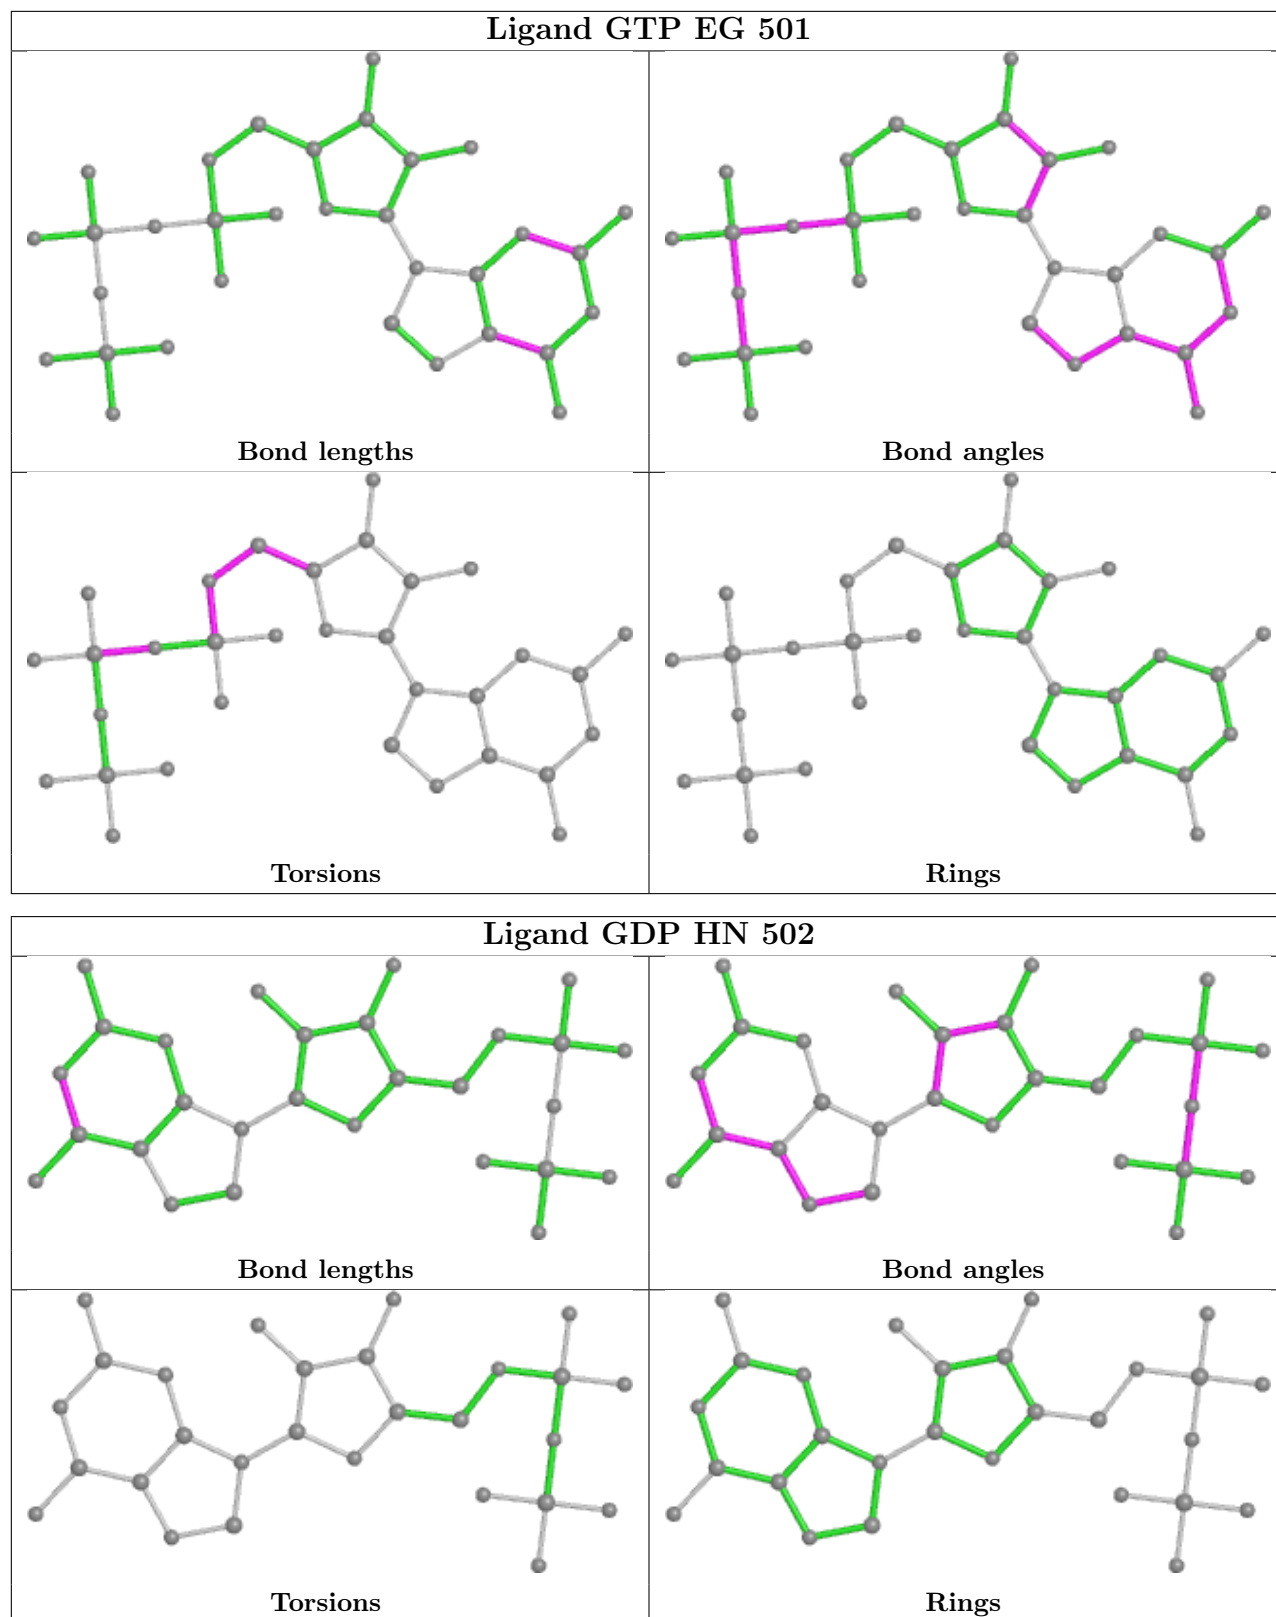 Ligand GTP EG 501
Bond lengths
Bond angles
Torsions
Rings
Ligand GDP HN 502
Bond lengths
Bond angles
Torsions
Rings